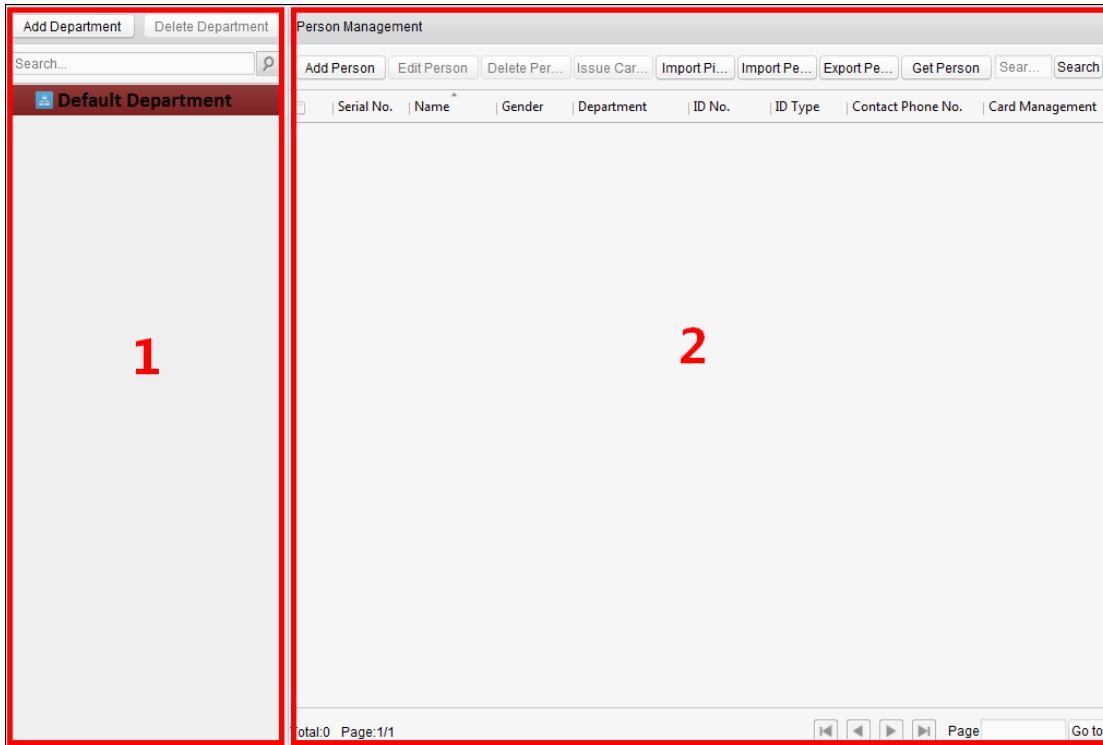 Add Department Delete Department
Search...
Default Department
1
Person Management
Add Person Edit Person Delete Per... Issue Car... Import Pi... Import Pe... Export Pe... Get Person Sear... Search
Serial No. Name Gender Department ID No. ID Type Contact Phone No. Card Management
2
Total:0 Page:1/1 Page Go to